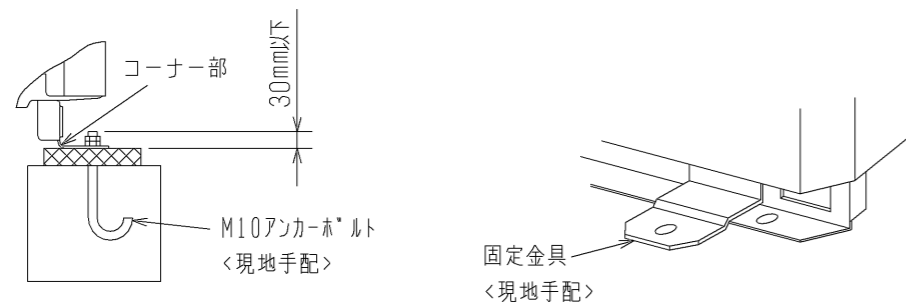 コーナー部
30mm以下
M10アンカーボルト
<現地手配>
固定金具
<現地手配>